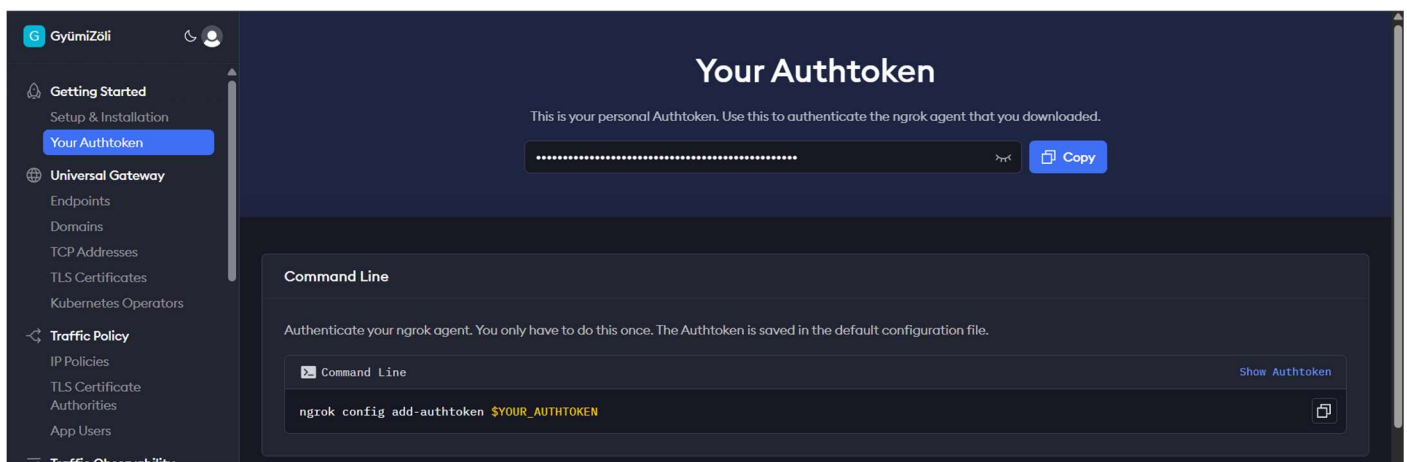 G GyümiZöli
Getting Started
Setup & Installation
Your Authtoken
Universal Gateway
Endpoints
Domains
TCP Addresses
TLS Certificates
Kubernetes Operators
Traffic Policy
IP Policies
TLS Certificate
Authorities
App Users
Traffic Observability
Your Authtoken
This is your personal Authtoken. Use this to authenticate the ngrok agent that you downloaded.
•••••••••••••••••••••••••••••••••••••••••••••••••
Copy
Command Line
Authenticate your ngrok agent. You only have to do this once. The Authtoken is saved in the default configuration file.
Command Line
Show Authtoken
ngrok config add-authtoken $YOUR_AUTHTOKEN